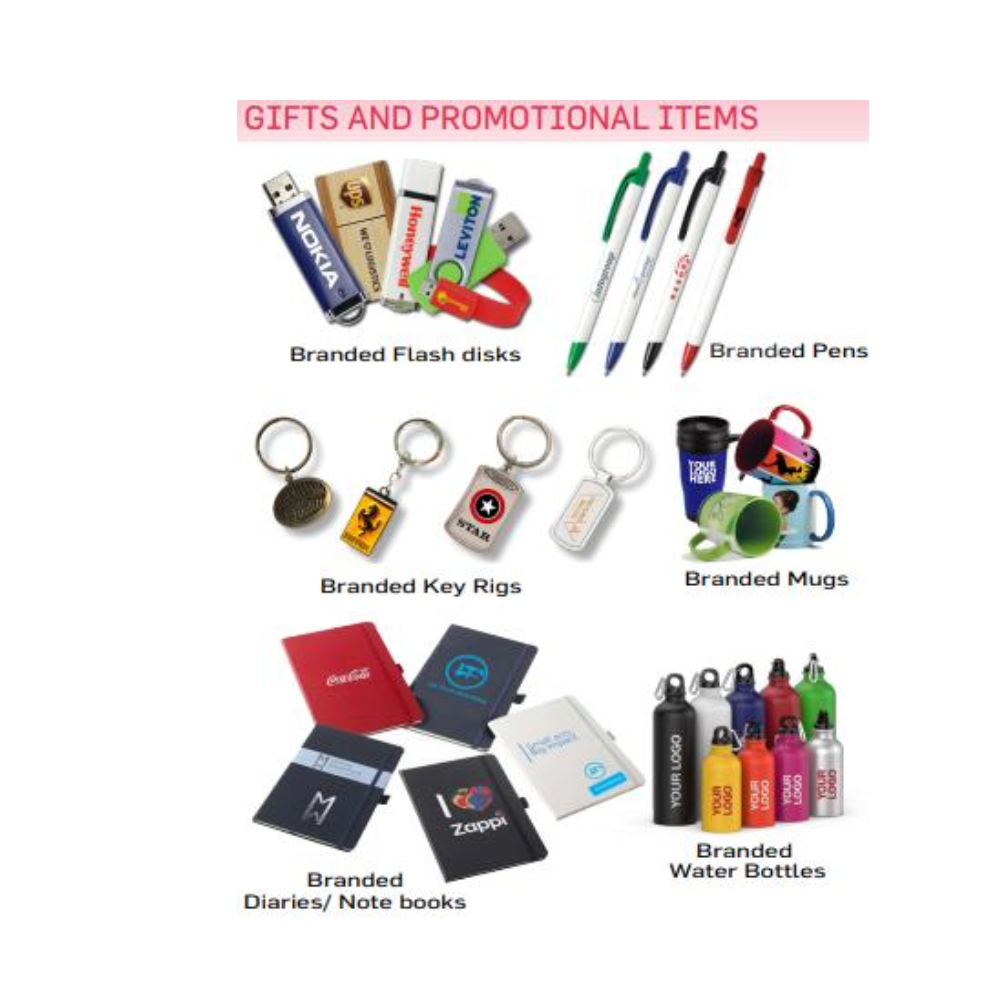 GIFTS AND PROMOTIONAL ITEMS
NOKIA
ups
WE ♡ LOGISTICS
Honeywell
LEVITON
Branded Flash disks
Branded Pens
STAR
Branded Key Rigs
YOUR
LOGO
HERE
Branded Mugs
Coca-Cola
I
Zappi
Branded
Diaries/ Note books
YOUR LOGO
YOUR
LOGO
YOUR
LOGO
YOUR
LOGO
YOUR
LOGO
Branded
Water Bottles